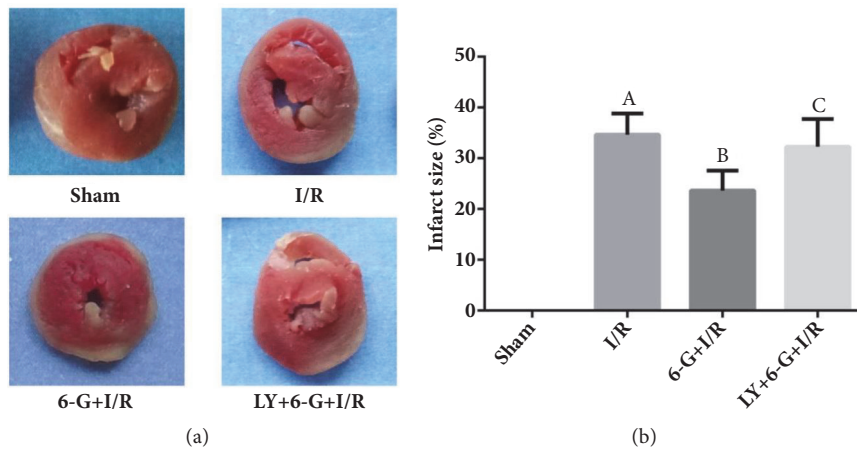 Sham
I/R
6-G+I/R
LY+6-G+I/R
(a)
Infarct size (%)
50
40
30
20
10
0
A
B
C
Sham
I/R
6-G+I/R
LY+6-G+I/R
(b)